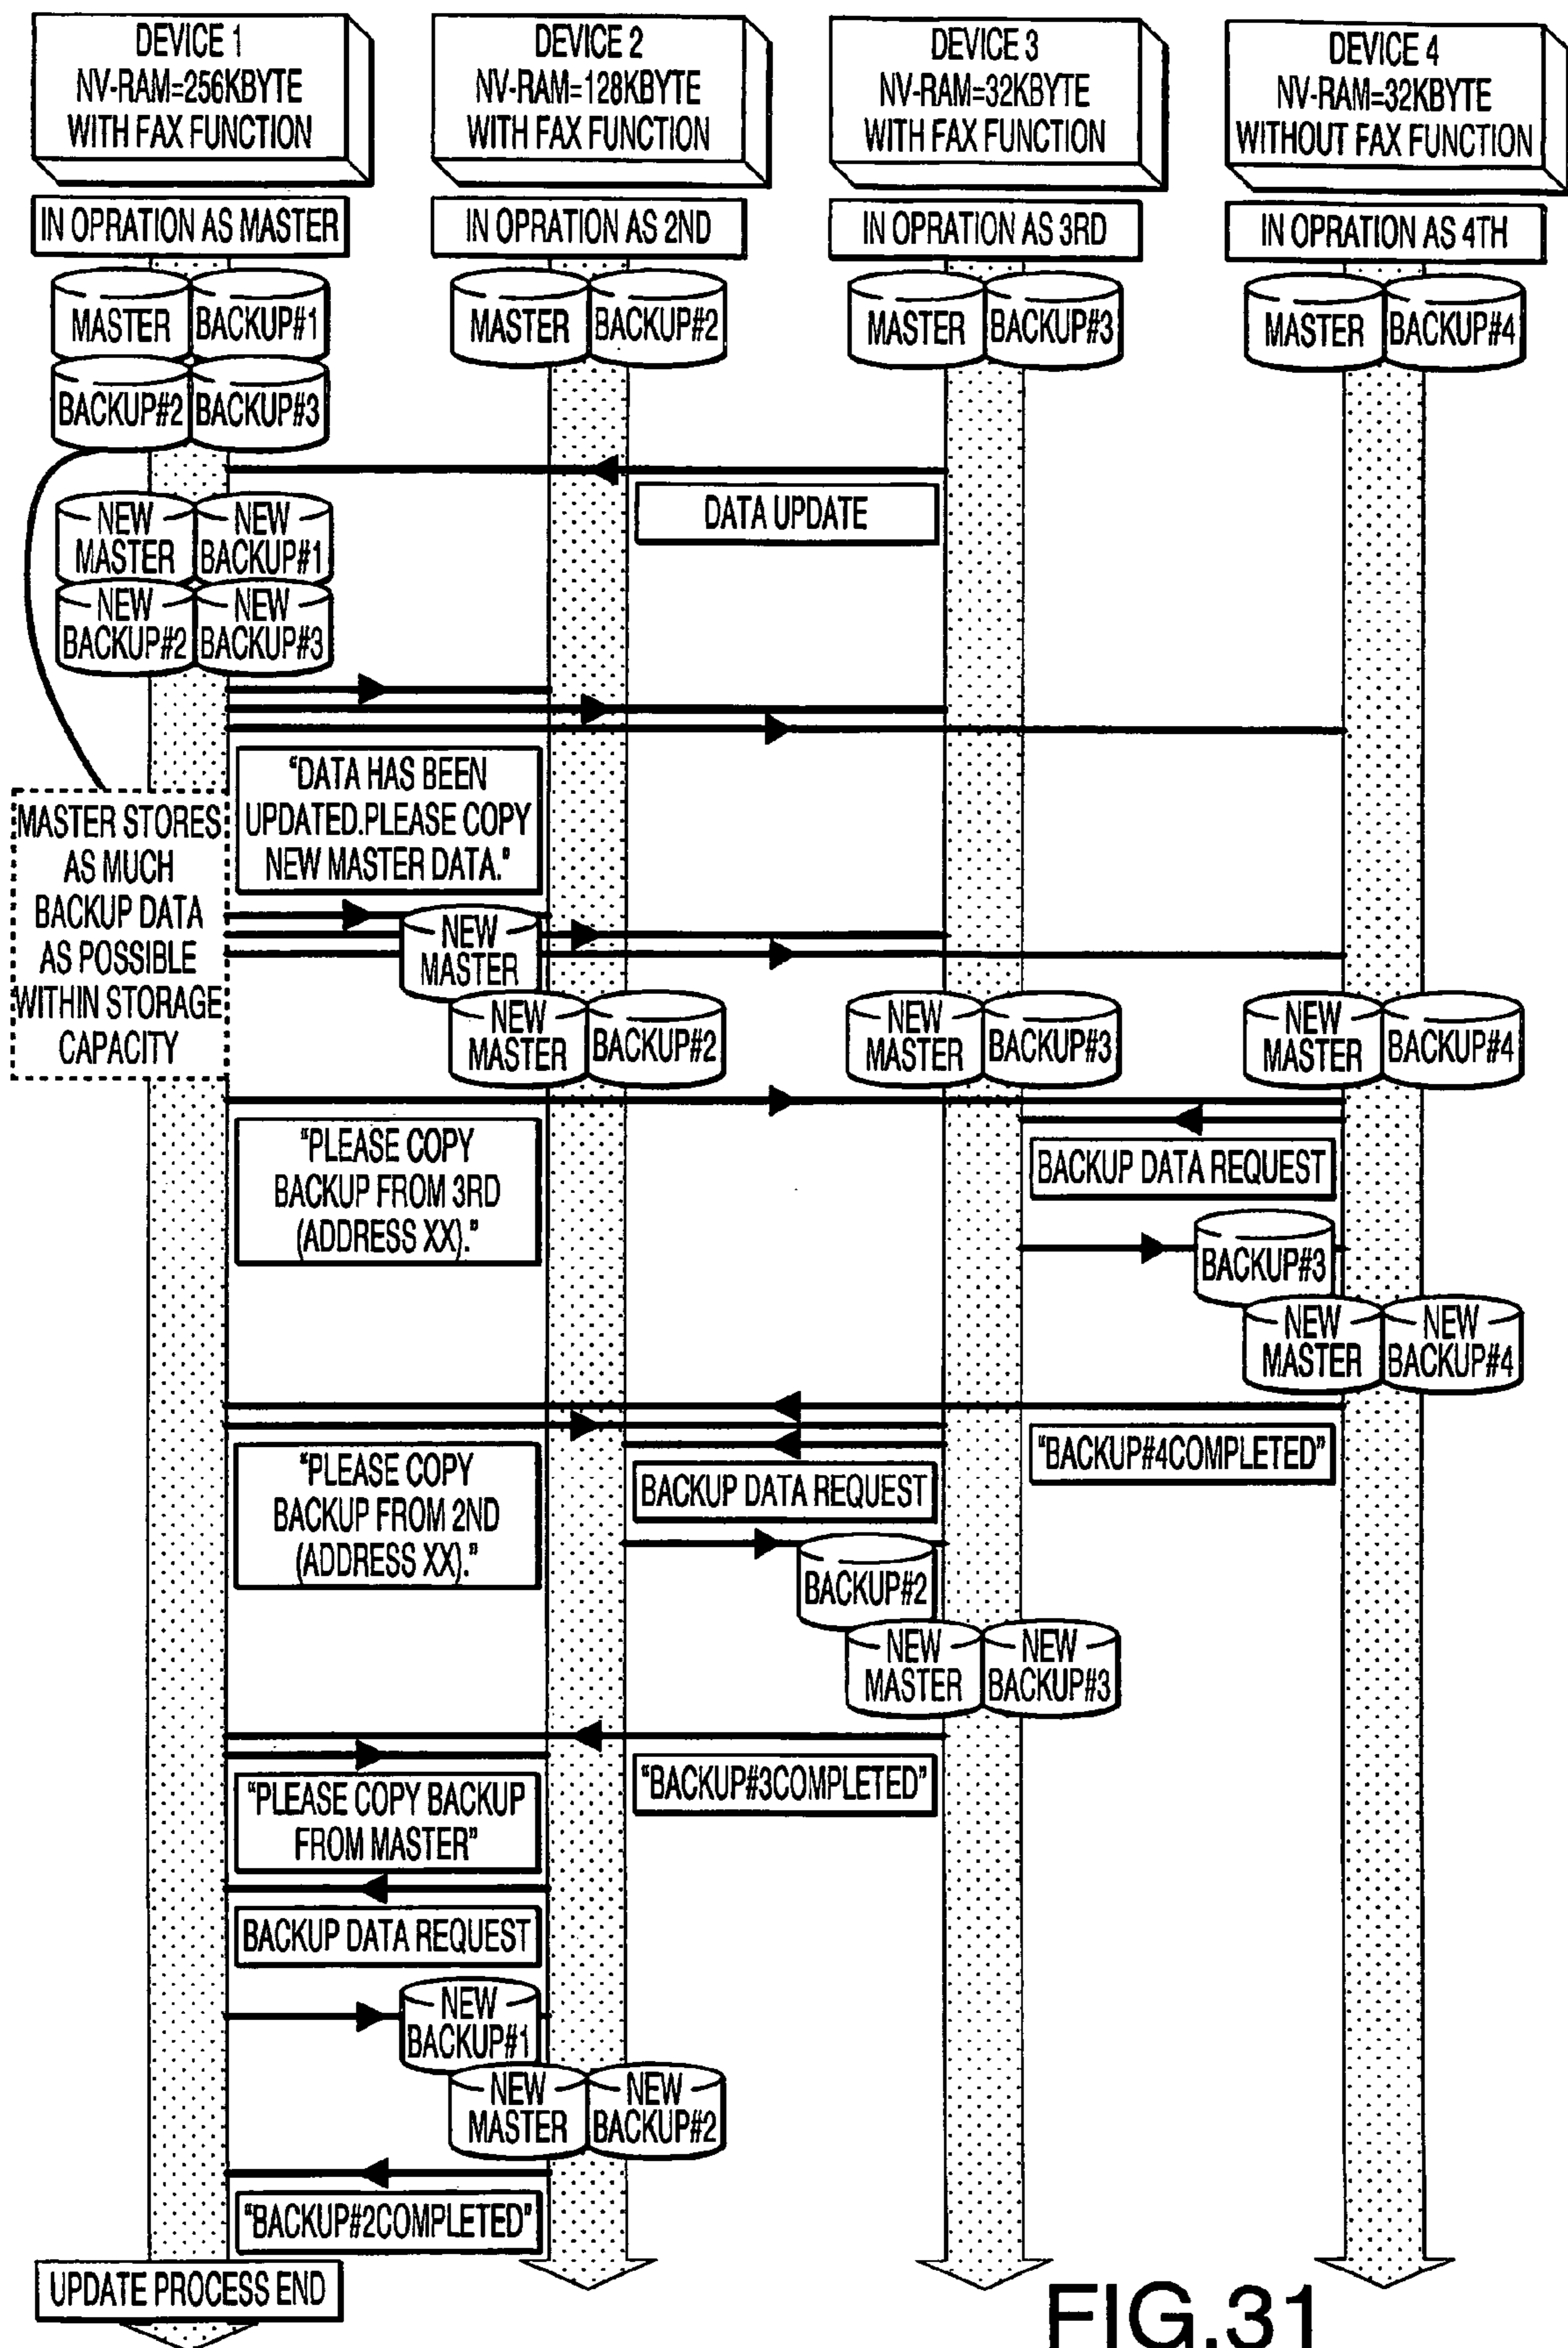 DEVICE 1
NV-RAM=256KBYTE
WITH FAX FUNCTION
DEVICE 2
NV-RAM=128KBYTE
WITH FAX FUNCTION
DEVICE 3
NV-RAM=32KBYTE
WITH FAX FUNCTION
DEVICE 4
NV-RAM=32KBYTE
WITHOUT FAX FUNCTION
IN OPRATION AS MASTER
IN OPRATION AS 2ND
IN OPRATION AS 3RD
IN OPRATION AS 4TH
MASTER
BACKUP#1
MASTER
BACKUP#2
MASTER
BACKUP#3
MASTER
BACKUP#4
BACKUP#2
BACKUP#3
DATA UPDATE
NEW
MASTER
NEW
BACKUP#1
NEW
BACKUP#2
NEW
BACKUP#3
"DATA HAS BEEN
UPDATED.PLEASE COPY
NEW MASTER DATA."
MASTER STORES
AS MUCH
BACKUP DATA
AS POSSIBLE
WITHIN STORAGE
CAPACITY
NEW
MASTER
NEW
MASTER
BACKUP#2
NEW
MASTER
BACKUP#3
NEW
MASTER
BACKUP#4
"PLEASE COPY
BACKUP FROM 3RD
(ADDRESS XX)."
BACKUP DATA REQUEST
BACKUP#3
NEW
MASTER
NEW
BACKUP#4
"BACKUP#4COMPLETED"
"PLEASE COPY
BACKUP FROM 2ND
(ADDRESS XX)."
BACKUP DATA REQUEST
BACKUP#2
NEW
MASTER
NEW
BACKUP#3
"BACKUP#3COMPLETED"
"PLEASE COPY BACKUP
FROM MASTER"
BACKUP DATA REQUEST
NEW
BACKUP#1
NEW
MASTER
NEW
BACKUP#2
"BACKUP#2COMPLETED"
UPDATE PROCESS END
FIG.31